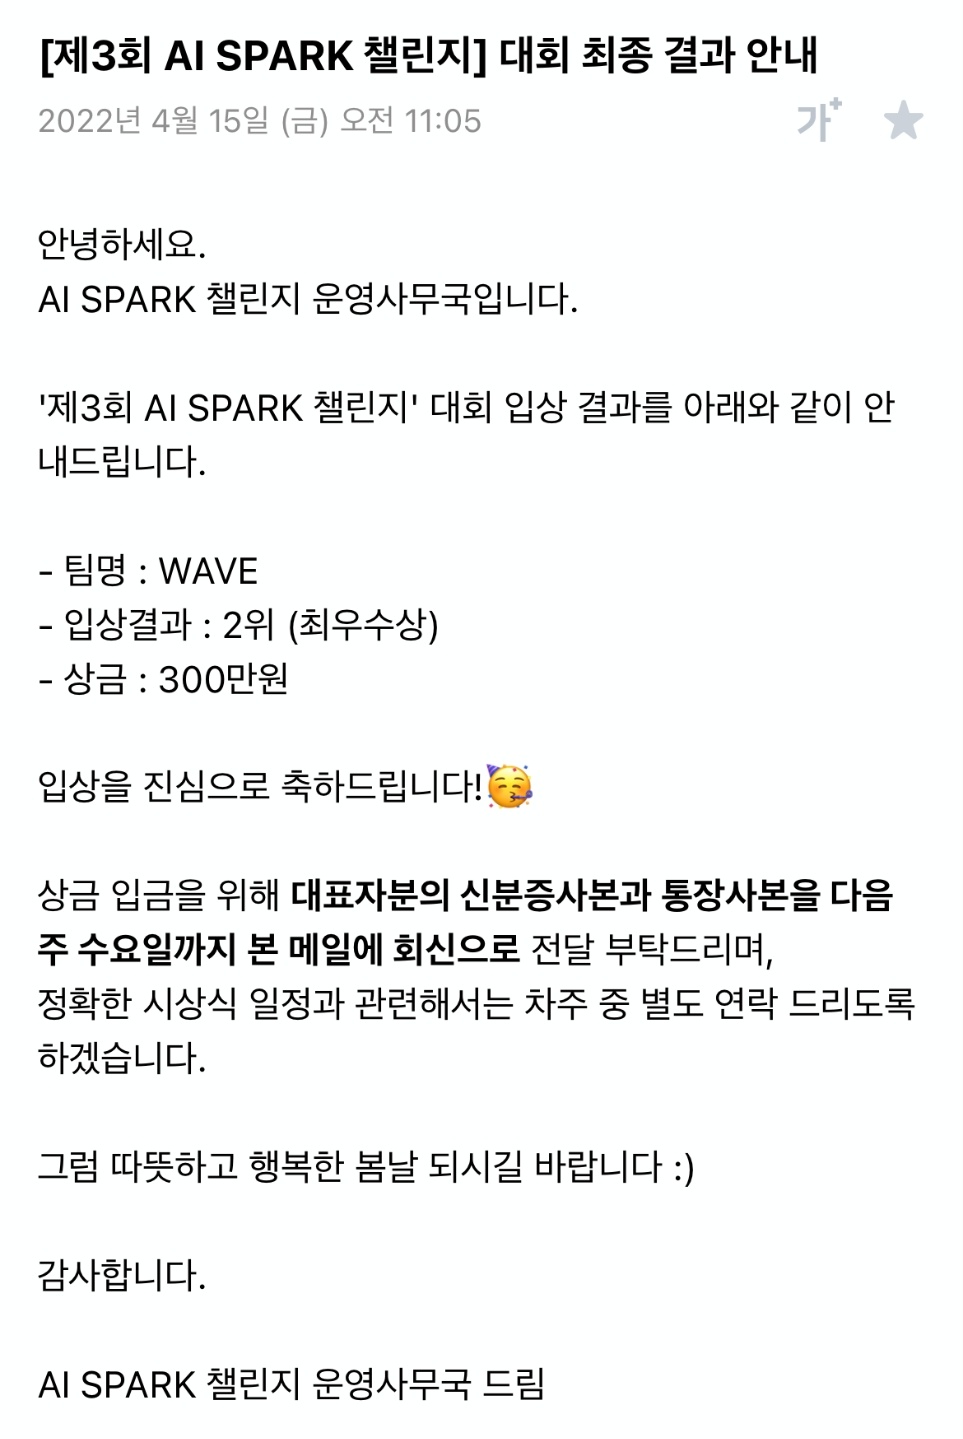 [제3회 AI SPARK 챌린지] 대회 최종 결과 안내
2022년 4월 15일 (금) 오전 11:05
가+
안녕하세요.
AI SPARK 챌린지 운영사무국입니다.
'제3회 AI SPARK 챌린지' 대회 입상 결과를 아래와 같이 안
내드립니다.
- 팀명 : WAVE
- 입상결과 : 2위 (최우수상)
- 상금 : 300만원
입상을 진심으로 축하드립니다!🥳
상금 입금을 위해 대표자분의 신분증사본과 통장사본을 다음
주 수요일까지 본 메일에 회신으로 전달 부탁드리며,
정확한 시상식 일정과 관련해서는 차주 중 별도 연락 드리도록
하겠습니다.
그럼 따뜻하고 행복한 봄날 되시길 바랍니다 :)
감사합니다.
AI SPARK 챌린지 운영사무국 드림